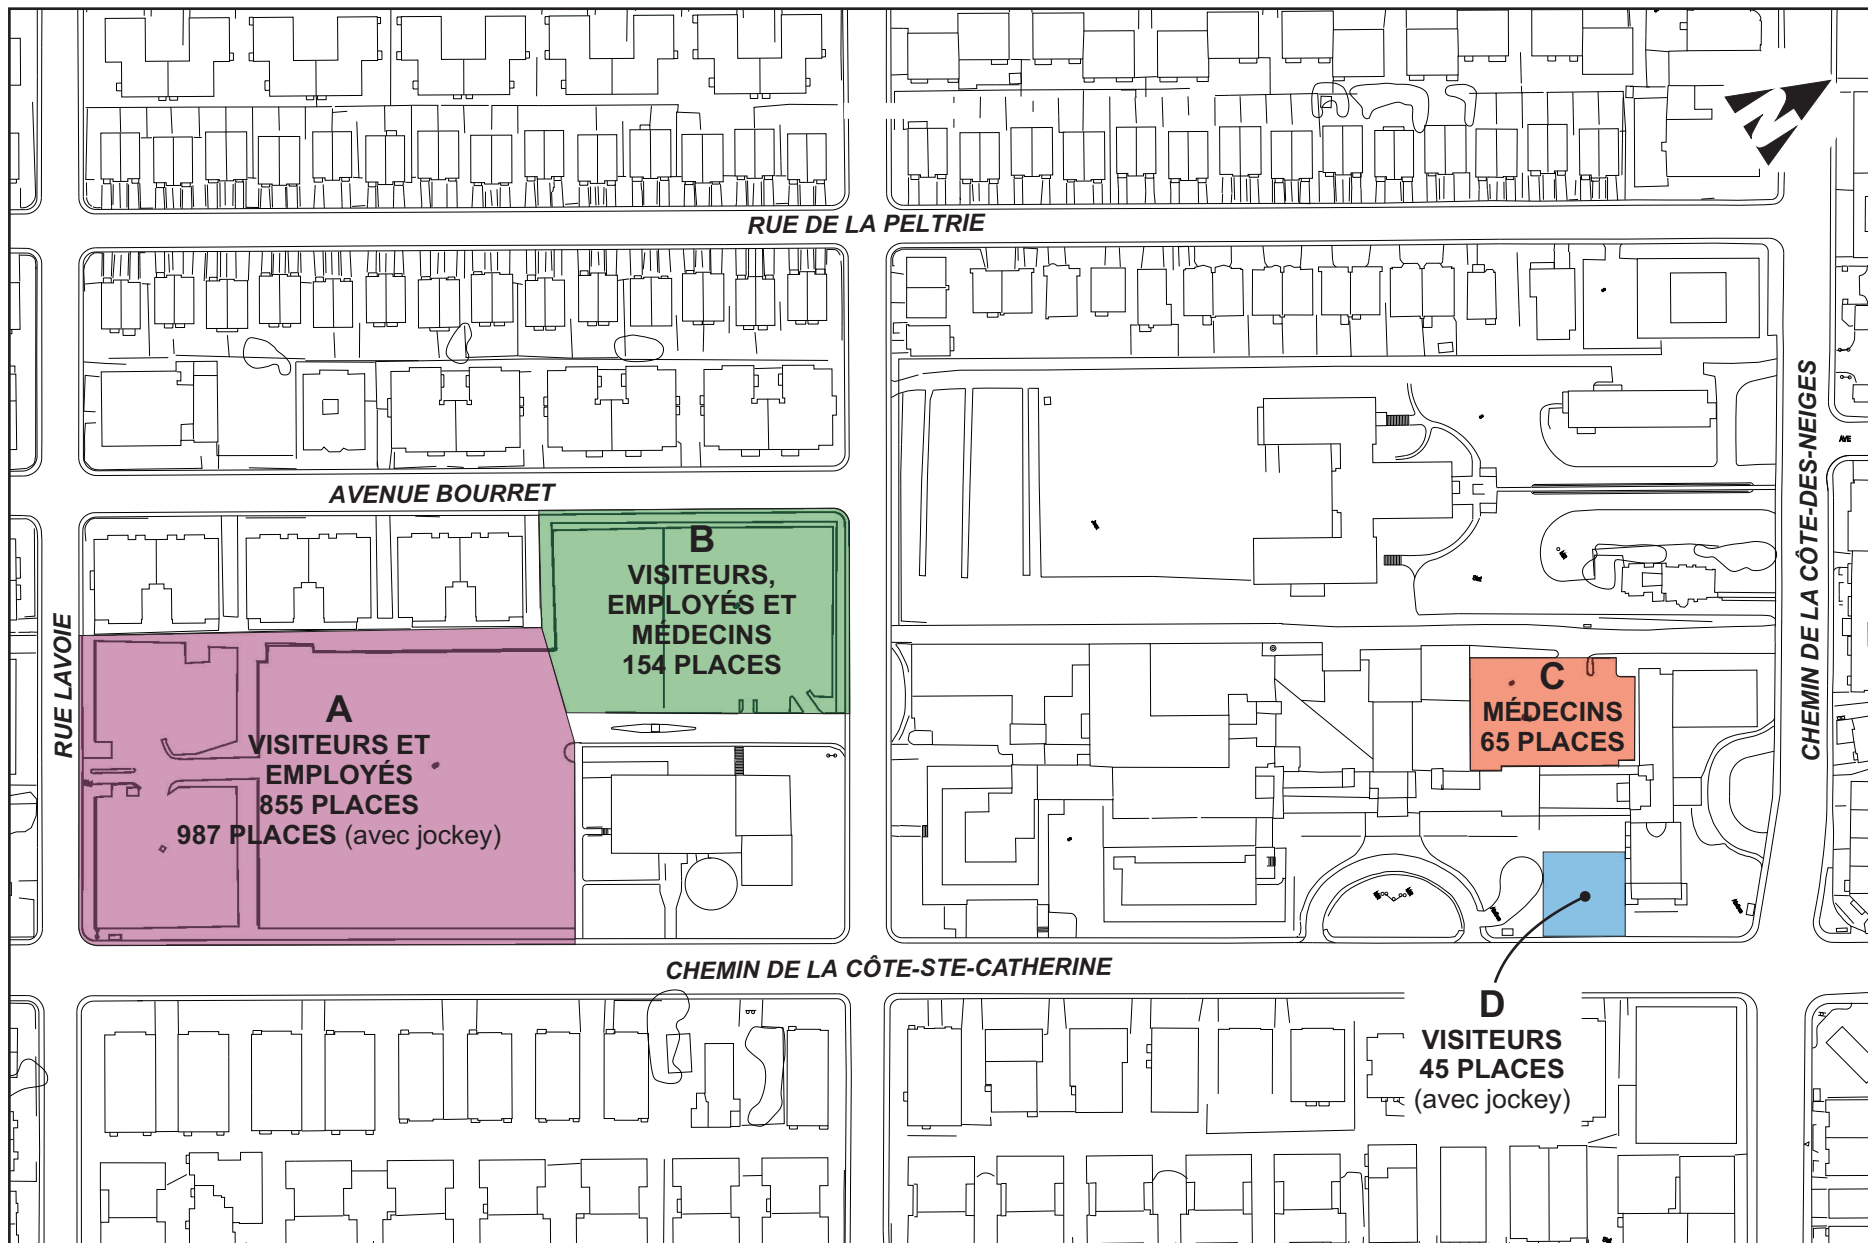 N
RUE DE LA PELTRIE
CHEMIN DE LA CÔTE-DES-NEIGES
AVE
AVENUE BOURRET
B
VISITEURS,
EMPLOYÉS ET
MÉDECINS
154 PLACES
RUE LAVOIE
A
VISITEURS ET
EMPLOYÉS
855 PLACES
987 PLACES (avec jockey)
C
MÉDECINS
65 PLACES
CHEMIN DE LA CÔTE-STE-CATHERINE
D
VISITEURS
45 PLACES
(avec jockey)